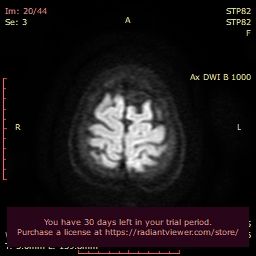 Im: 20/44
STP82
Se: 3
STP82
F
A
Ax DWI B 1000
R
L
You have 30 days left in your trial period.
Purchase a license at https://radiantviewer.com/store/